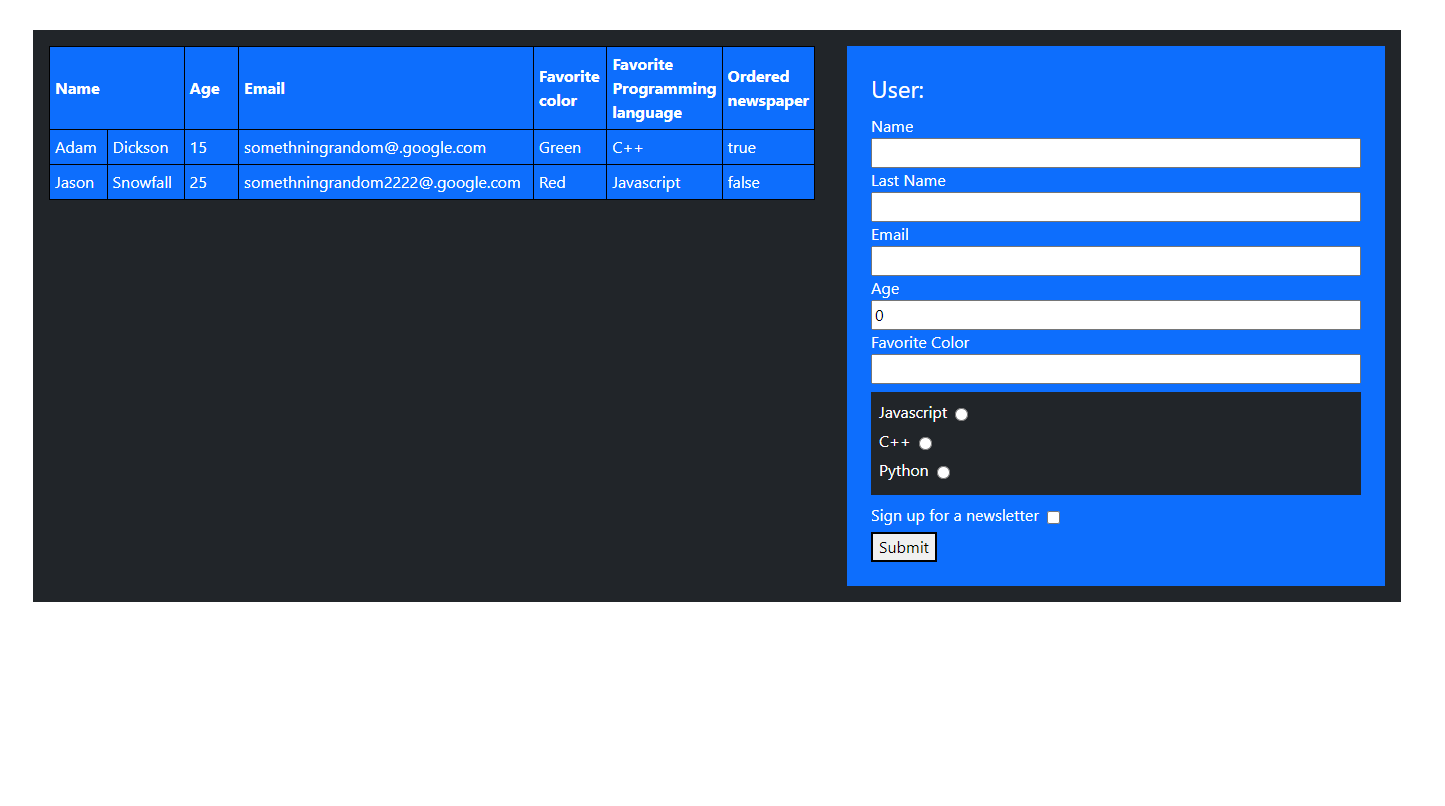 Name Age Email Favorite color Favorite Programming language Ordered newspaper
Adam Dickson 15 somethningrandom@.google.com Green C++ true
Jason Snowfall 25 somethningrandom2222@.google.com Red Javascript false
User:
Name
Last Name
Email
Age
0
Favorite Color
Javascript
C++
Python
Sign up for a newsletter
Submit